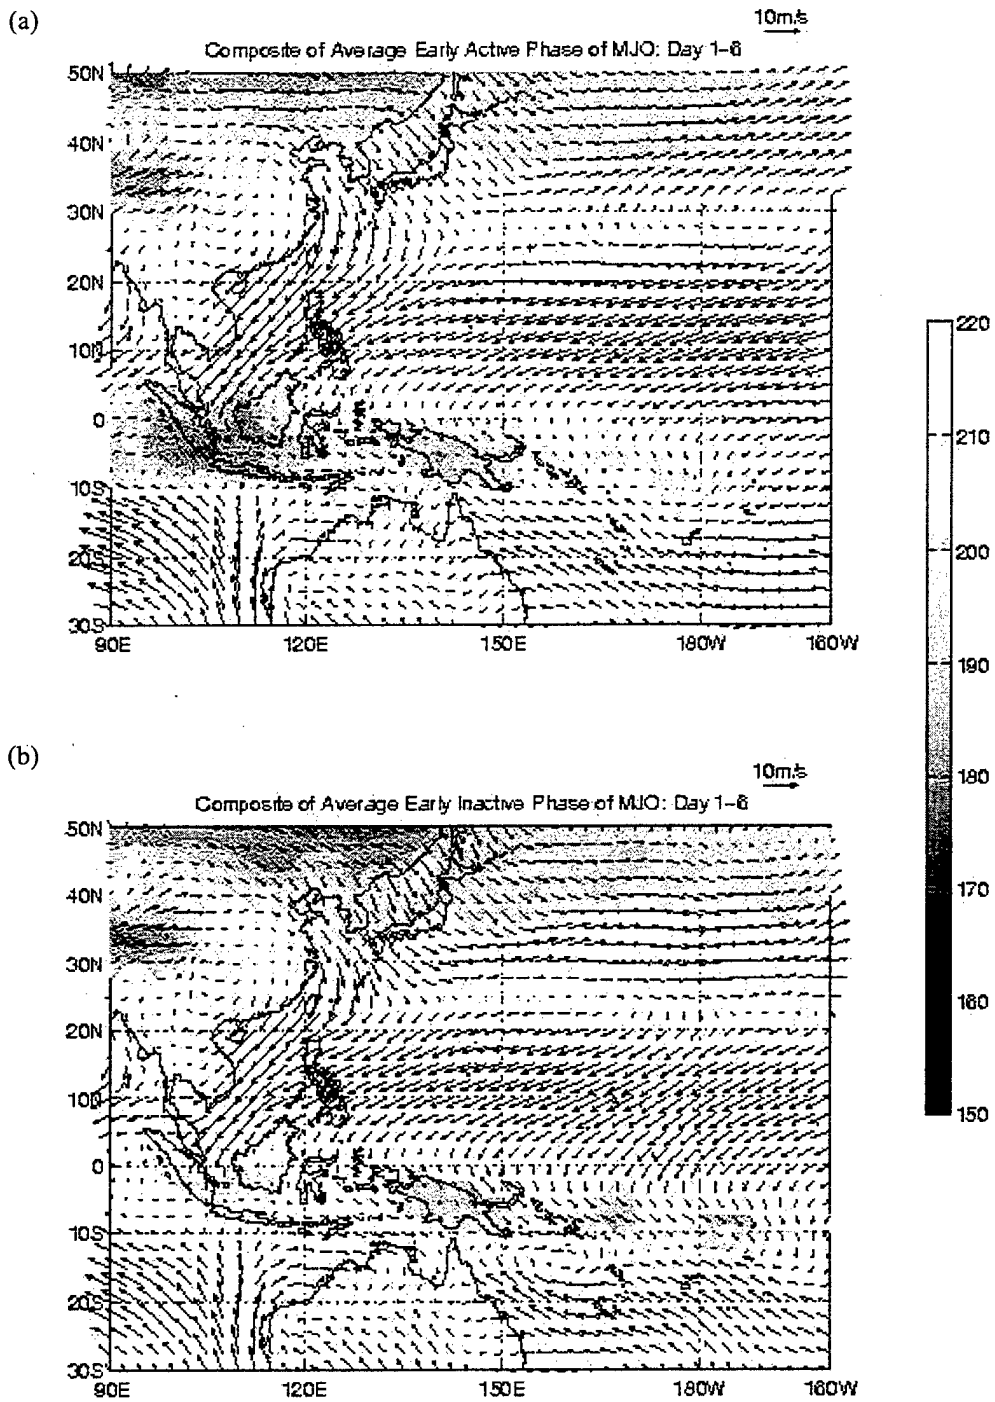 (a)
10m/s
Composite of Average Early Active Phase of MJO: Day 1-6
50N
40N
30N
20N
10N
0
10S
20S
30S
90E 120E 150E 180W 160W
220
210
200
190
180
170
160
150
(b)
10m/s
Composite of Average Early Inactive Phase of MJO: Day 1-6
50N
40N
30N
20N
10N
0
10S
20S
30S
90E 120E 150E 180W 160W